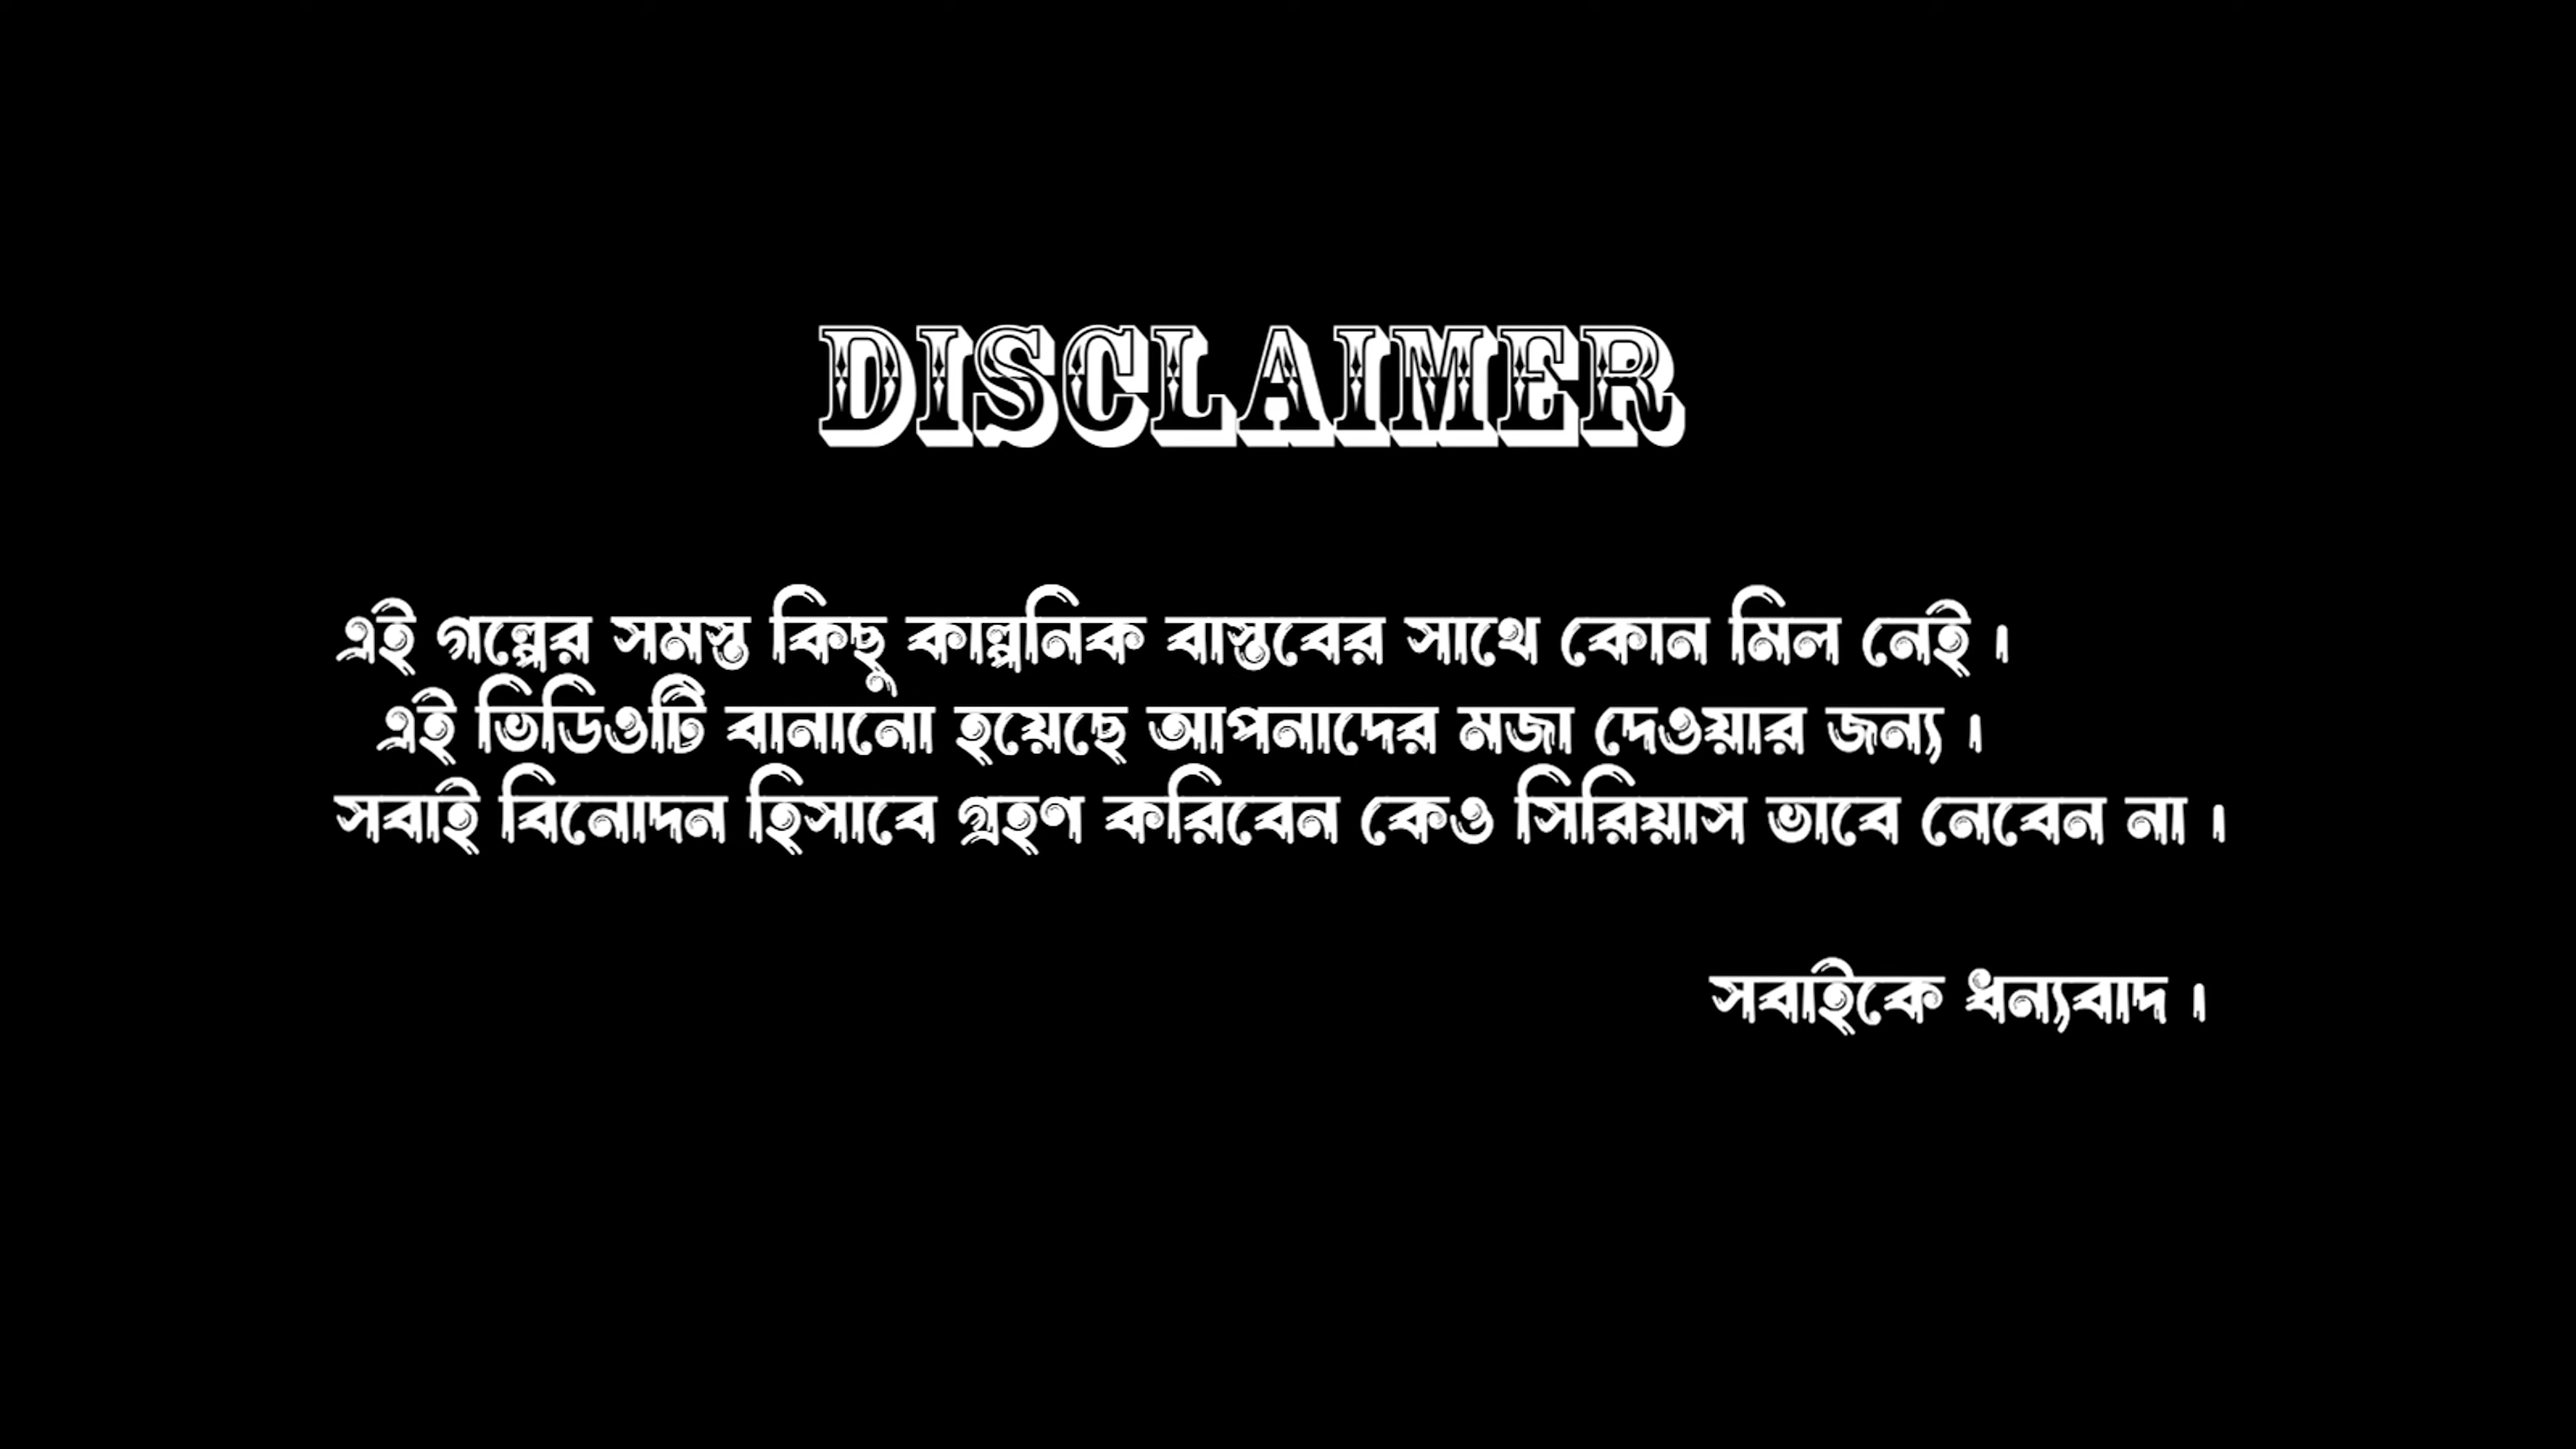 DISCLAIMER
এই গল্পের সমস্ত কিছু কাল্পনিক বাস্তবের সাথে কোন মিল নেই ।
এই ভিডিওটি বানানো হয়েছে আপনাদের মজা দেওয়ার জন্য ।
সবাই বিনোদন হিসাবে গ্রহণ করিবেন কেও সিরিয়াস ভাবে নেবেন না ।
সবাইকে ধন্যবাদ ।